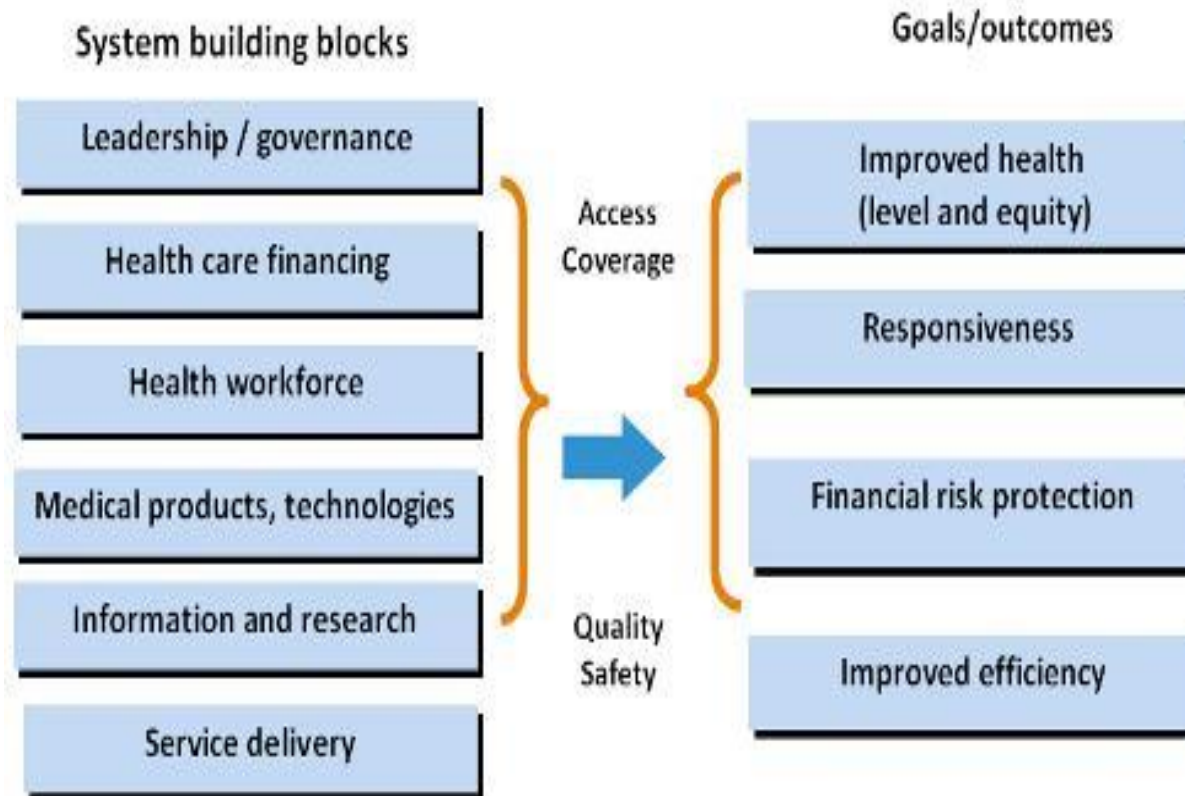 System building blocks
Leadership / governance
Health care financing
Health workforce
Medical products, technologies
Information and research
Service delivery
Access
Coverage
Quality
Safety
Goals/outcomes
Improved health
(level and equity)
Responsiveness
Financial risk protection
Improved efficiency